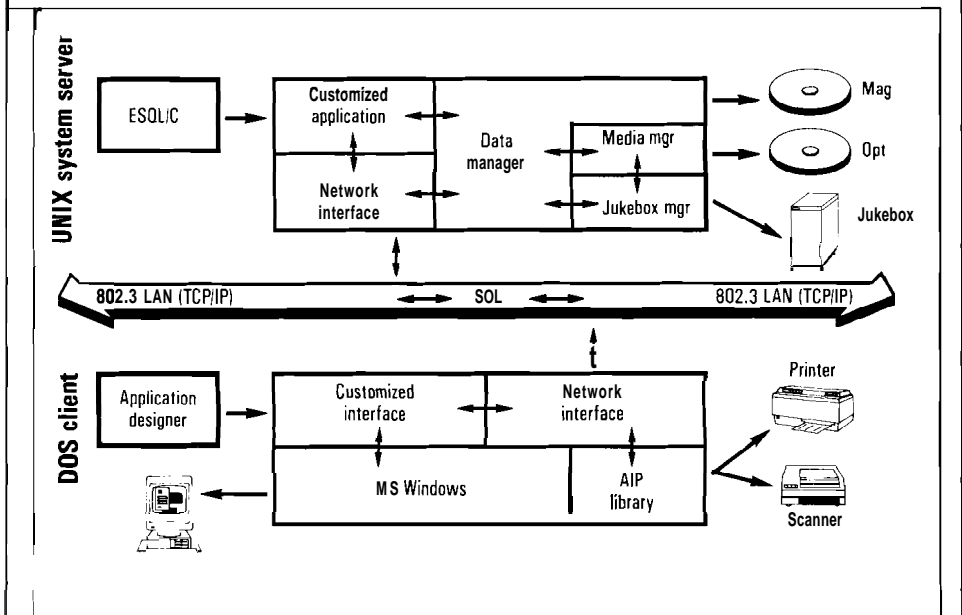 UNIX system server
ESQL/C
Customized
application
Network
interface
Data
manager
Media mgr
Jukebox mgr
Mag
Opt
Jukebox
802.3 LAN (TCP/IP)
SOL
802.3 LAN (TCP/IP)
DOS client
Application
designer
Customized
interface
Network
interface
MS Windows
AIP
library
Printer
Scanner